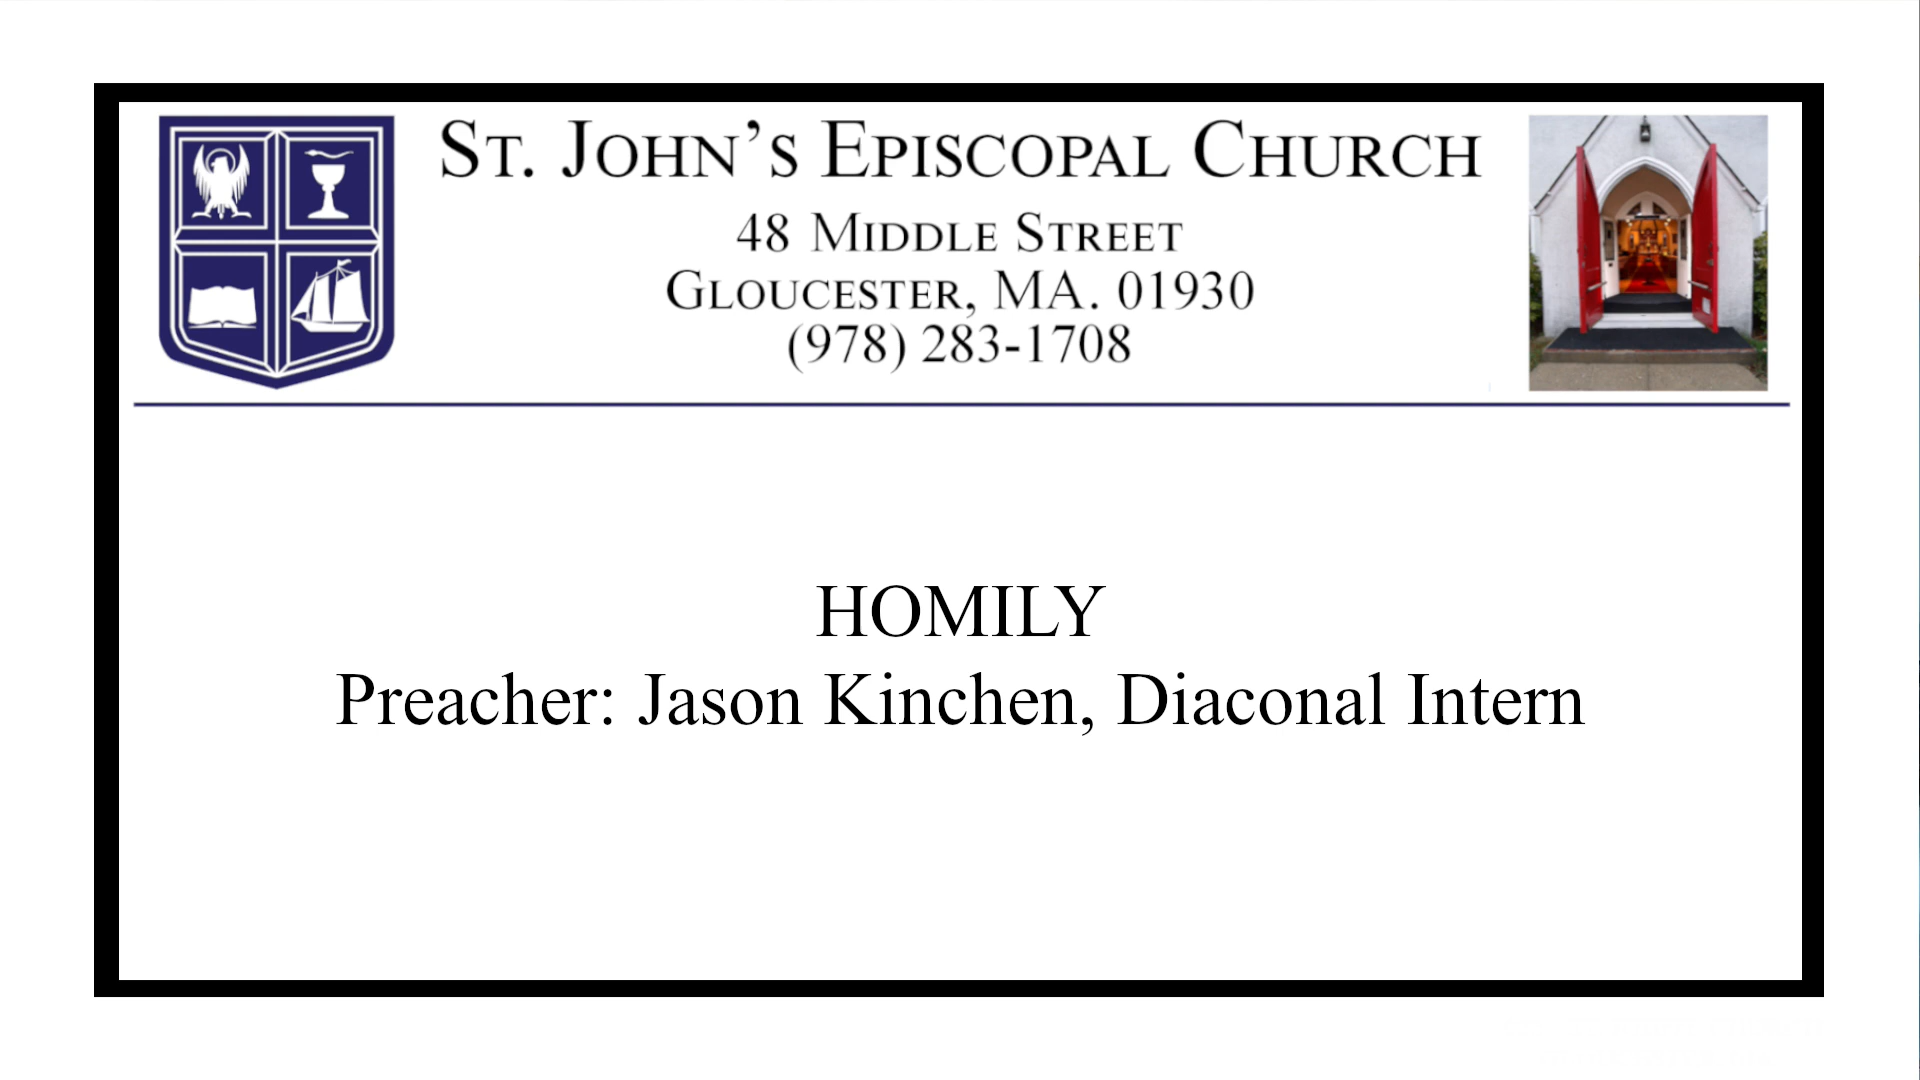 St. John’s Episcopal Church
48 Middle Street
Gloucester, MA. 01930
(978) 283-1708
HOMILY
Preacher: Jason Kinchen, Diaconal Intern